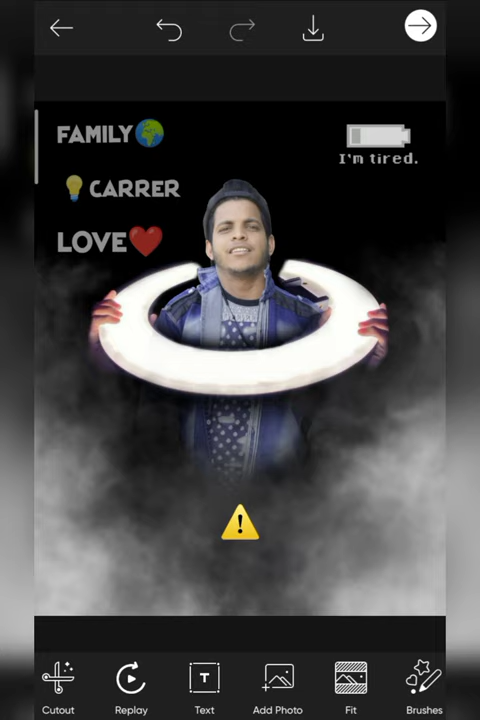 FAMILY🌍
I'm tired.
💡CARRER
LOVE❤️
Cutout
Replay
T
Text
Add Photo
Fit
Brushes